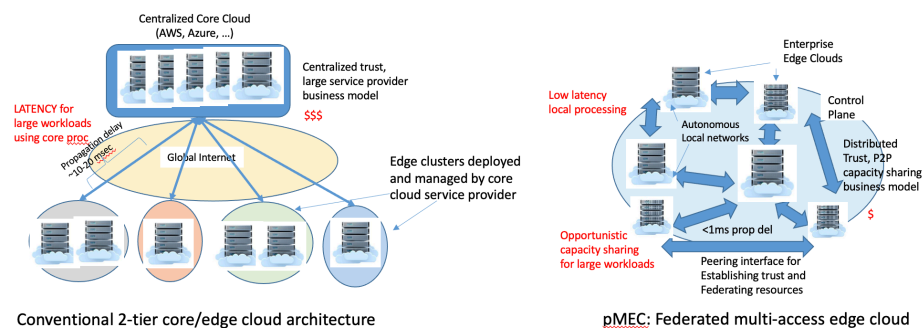 Centralized Core Cloud
(AWS, Azure, …)
Centralized trust,
large service provider
business model
$$$
LATENCY for
large workloads
using core proc
Propagation delay
~10-20 msec
Global Internet
Edge clusters deployed
and managed by core
cloud service provider
Conventional 2-tier core/edge cloud architecture
Enterprise
Edge Clouds
Low latency
local processing
Control
Plane
Autonomous
Local networks
Distributed
Trust, P2P
capacity sharing
business model
$
<1ms prop del
Opportunistic
capacity sharing
for large workloads
Peering interface for
Establishing trust and
Federating resources
pMEC: Federated multi-access edge cloud